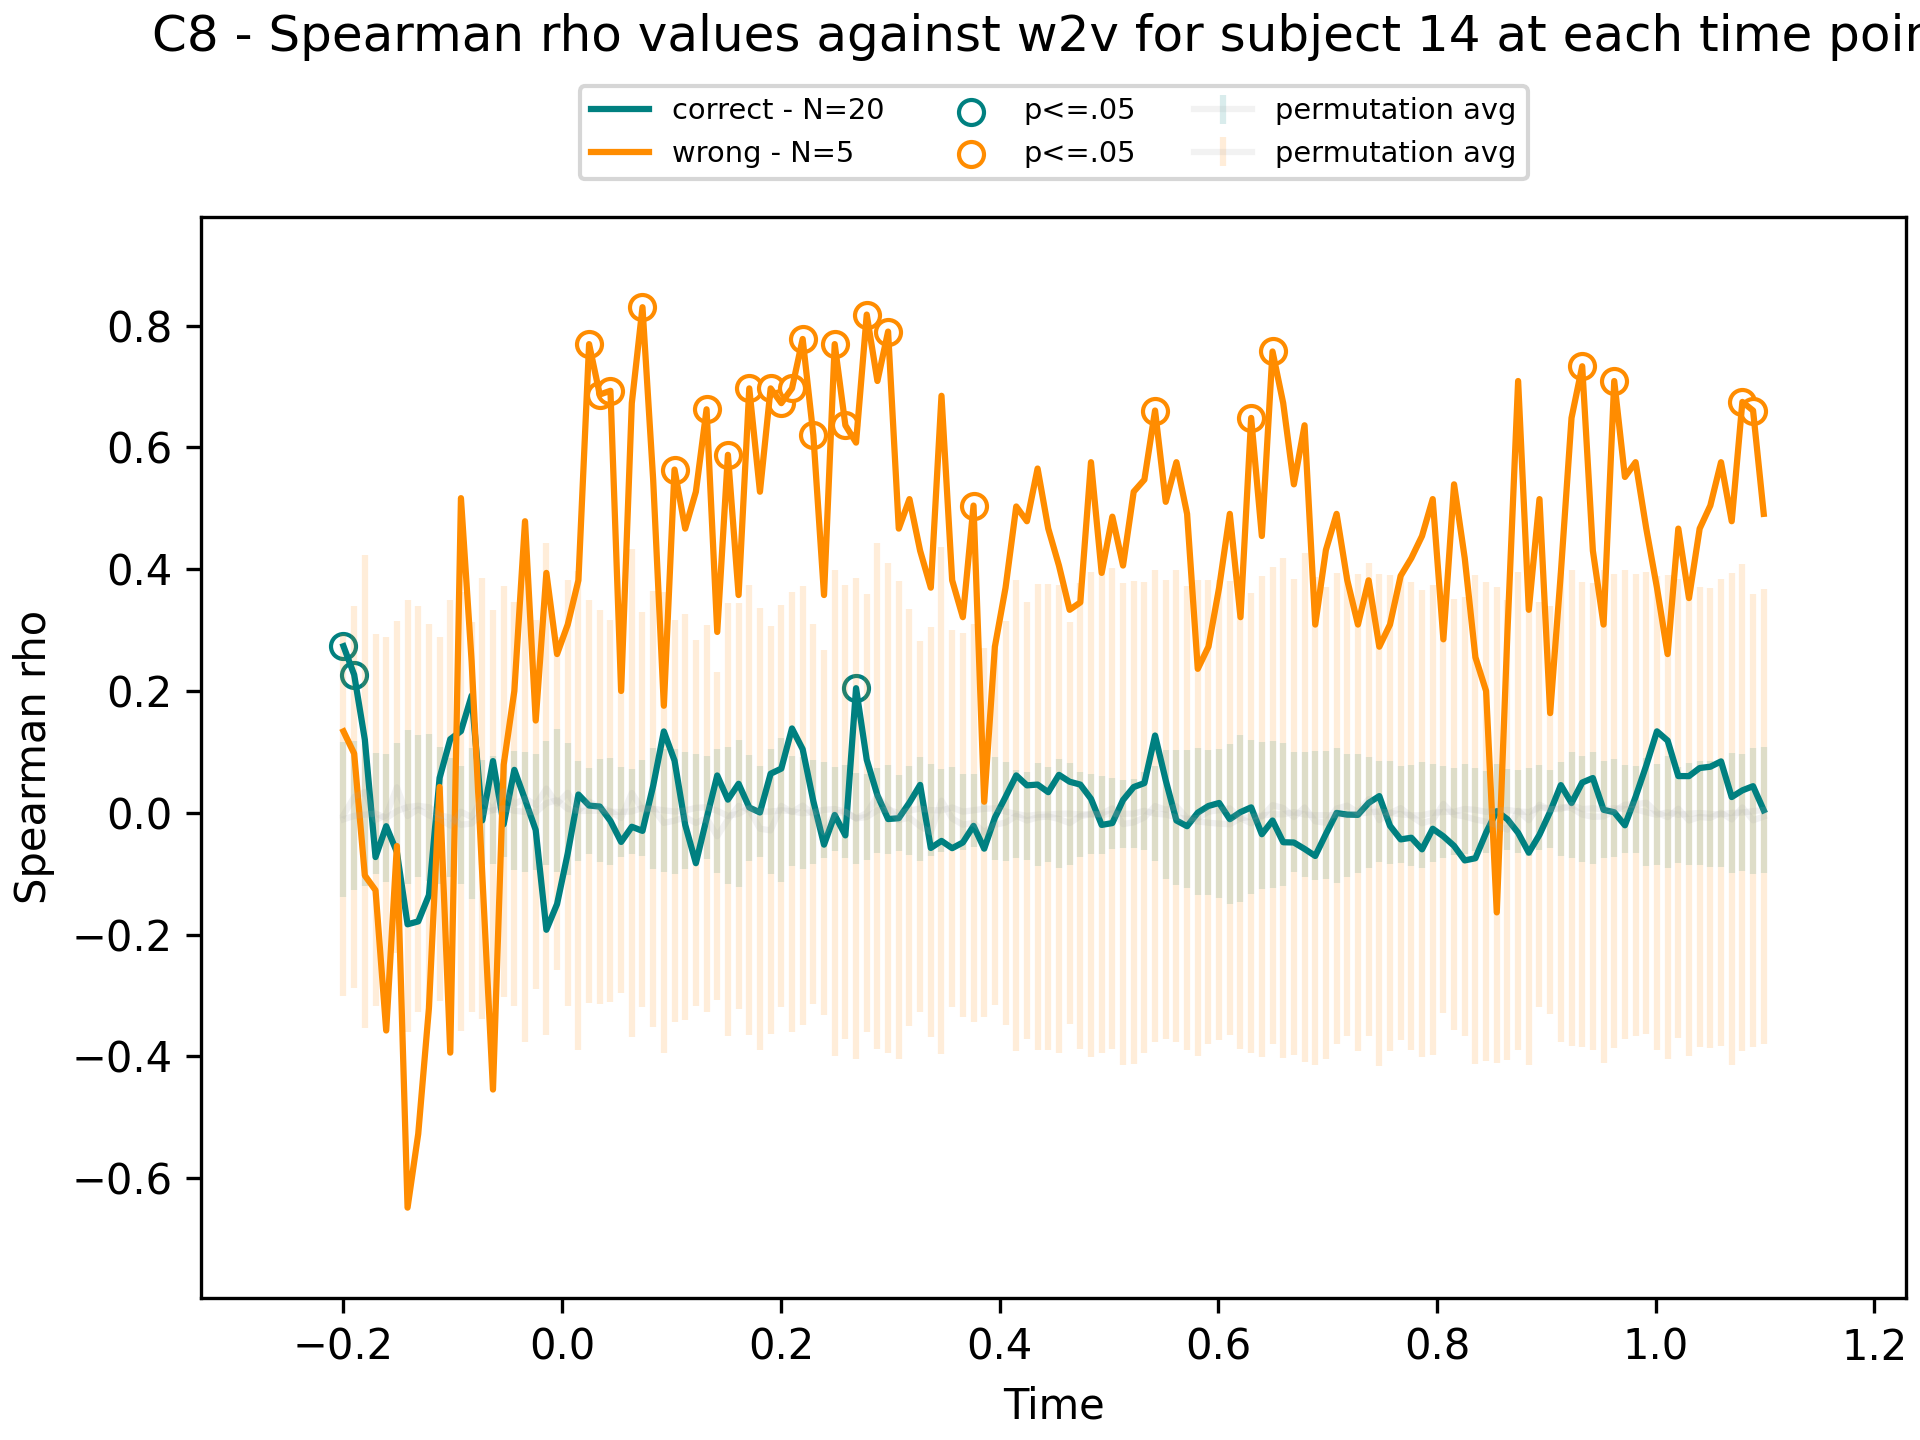 C8 - Spearman rho values against w2v for subject 14 at each time poin
correct - N=20
wrong - N=5
p<=.05
p<=.05
permutation avg
permutation avg
Spearman rho
0.8
0.6
0.4
0.2
0.0
−0.2
−0.4
−0.6
−0.2
0.0
0.2
0.4
0.6
0.8
1.0
1.2
Time